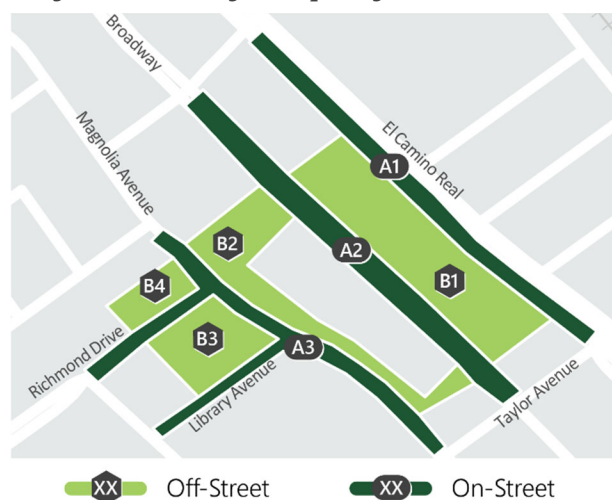 Broadway
Magnolia Avenue
El Camino Real
A1
A2
B2
B1
B4
B3
A3
Richmond Drive
Library Avenue
Taylor Avenue
XX Off-Street
XX On-Street